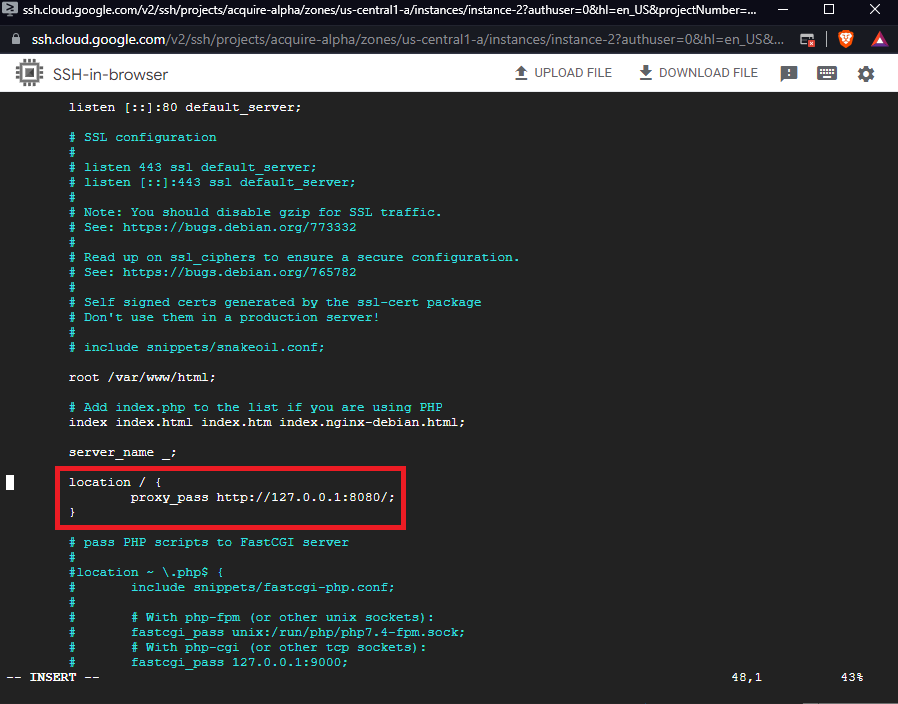 ssh.cloud.google.com/v2/ssh/projects/acquire-alpha/zones/us-central1-a/instances/instance-2?authuser=0&hl=en_US&projectNumber=...
ssh.cloud.google.com/v2/ssh/projects/acquire-alpha/zones/us-central1-a/instances/instance-2?authuser=0&hl=en_US&...
SSH-in-browser UPLOAD FILE DOWNLOAD FILE
listen [::]:80 default_server;
# SSL configuration
#
# listen 443 ssl default_server;
# listen [::]:443 ssl default_server;
#
# Note: You should disable gzip for SSL traffic.
# See: https://bugs.debian.org/773332
#
# Read up on ssl_ciphers to ensure a secure configuration.
# See: https://bugs.debian.org/765782
#
# Self signed certs generated by the ssl-cert package
# Don't use them in a production server!
#
# include snippets/snakeoil.conf;
root /var/www/html;
# Add index.php to the list if you are using PHP
index index.html index.htm index.nginx-debian.html;
server_name _;
location / {
proxy_pass http://127.0.0.1:8080/;
}
# pass PHP scripts to FastCGI server
#
#location ~ \.php$ {
# include snippets/fastcgi-php.conf;
#
# # With php-fpm (or other unix sockets):
# fastcgi_pass unix:/run/php/php7.4-fpm.sock;
# # With php-cgi (or other tcp sockets):
# fastcgi_pass 127.0.0.1:9000;
-- INSERT -- 48,1 43%